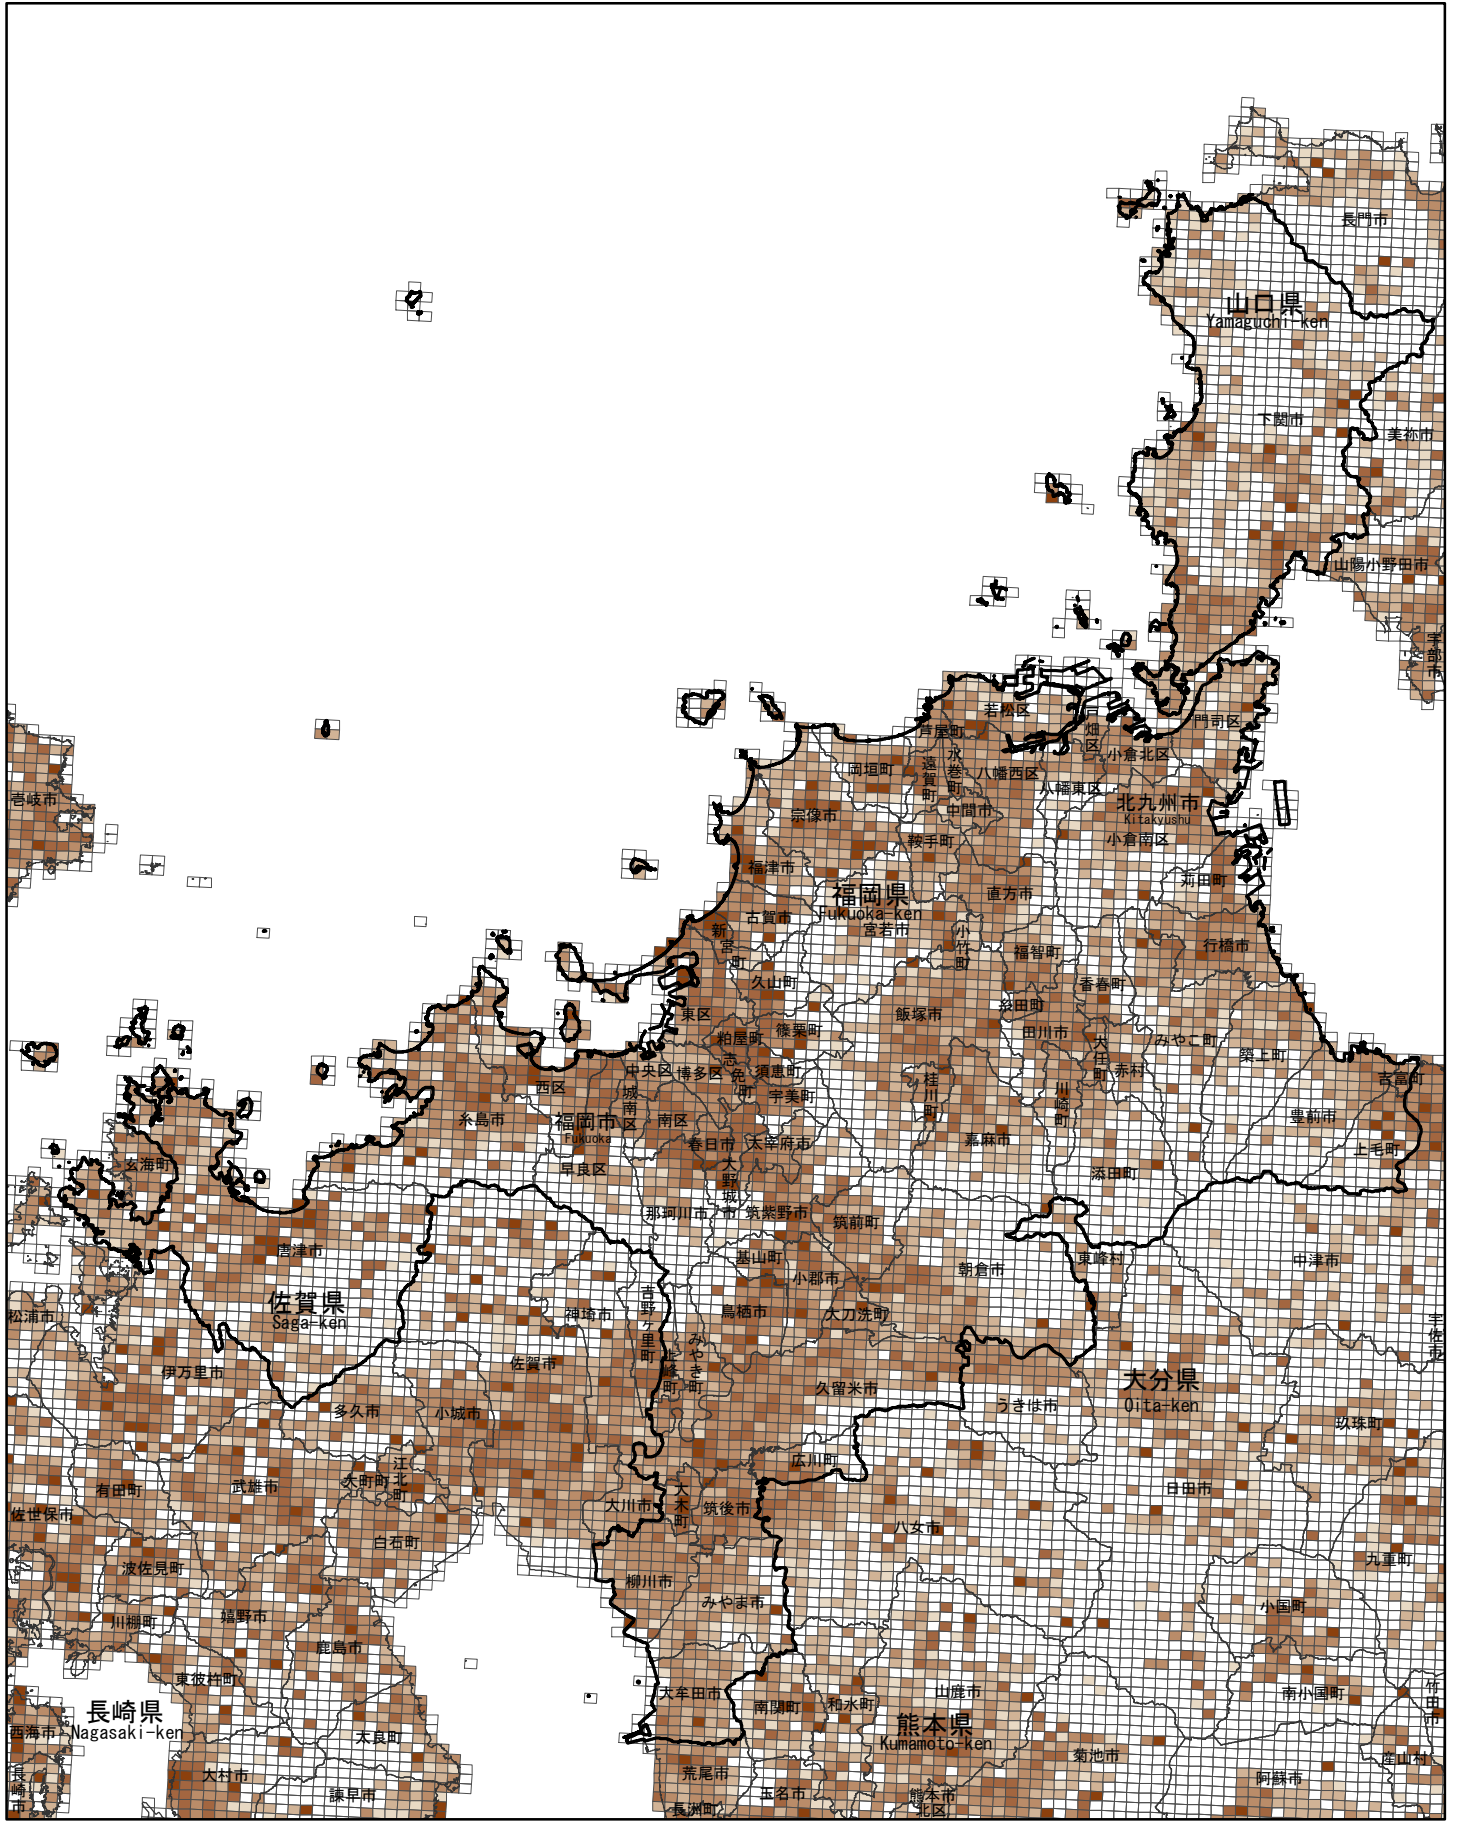 長門市
山口県
Yamaguchi-ken
下関市
美祢市
山陽小野田市
宇部市
若松区
門司区
芦屋町
戸畑区
小倉北区
岡垣町
遠賀町
水巻町
八幡西区
八幡東区
壱岐市
北九州市
Kitakyushu
宗像市
中間市
鞍手町
小倉南区
福津市
苅田町
福岡県
Fukuoka-ken
直方市
古賀市
宮若市
新宮町
小竹町
福智町
行橋市
久山町
香春町
東区
飯塚市
糸田町
篠栗町
田川市
粕屋町
大任町
みやこ町
築上町
志免町
中央区
博多区
須恵町
赤村
吉富町
西区
城南区
宇美町
桂川町
川崎町
糸島市
福岡市
Fukuoka
南区
豊前市
春日市
太宰府市
嘉麻市
上毛町
玄海町
早良区
大野城市
添田町
那珂川市
筑紫野市
筑前町
唐津市
基山町
朝倉市
東峰村
中津市
小郡市
佐賀県
Saga-ken
松浦市
神埼市
吉野ヶ里町
鳥栖市
大刀洗町
宇佐市
伊万里市
佐賀市
上峰町
みやき町
久留米市
大分県
Oita-ken
うきは市
多久市
小城市
玖珠町
広川町
江北町
大町町
有田町
武雄市
日田市
佐世保市
大川市
大木町
筑後市
八女市
白石町
波佐見町
九重町
柳川市
みやま市
川棚町
嬉野市
小国町
鹿島市
東彼杵町
大牟田市
南関町
和水町
山鹿市
南小国町
竹田市
長崎県
Nagasaki-ken
西海市
太良町
熊本県
Kumamoto-ken
菊池市
産山村
長崎市
大村市
諫早市
荒尾市
玉名市
熊本市
北区
阿蘇市
長洲町